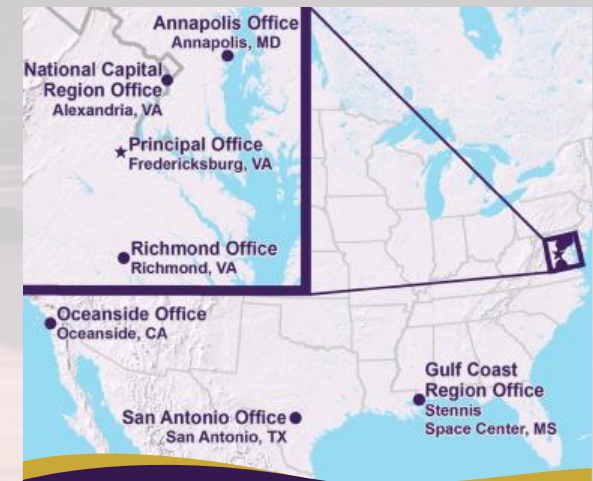 Annapolis Office
Annapolis, MD
National Capital
Region Office
Alexandria, VA
Principal Office
Fredericksburg, VA
Richmond Office
Richmond, VA
Oceanside Office
Oceanside, CA
Gulf Coast
Region Office
Stennis
Space Center, MS
San Antonio Office
San Antonio, TX